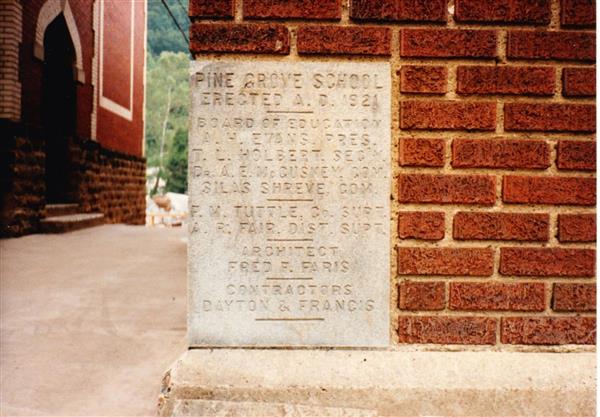 PINE GROVE SCHOOL
ERECTED A. D. 1921
BOARD OF EDUCATION
A. H. EVANS, PRES.
T. L. HOLBERT, SECY.
DR. A. E. McCUSKEY, COM.
SILAS SHREVE, COM.
F. M. TUTTLE, CO. SUPT.
A. R. FAIR, DIST. SUPT.
ARCHITECT
FRED F. FARIS
CONTRACTORS
DAYTON & FRANCIS